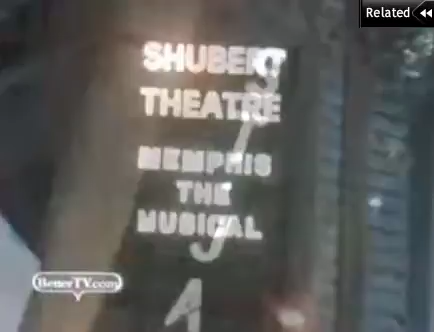 Related
SHUBERT
THEATRE
MEMPHIS
THE
MUSICAL
BetterTV.com